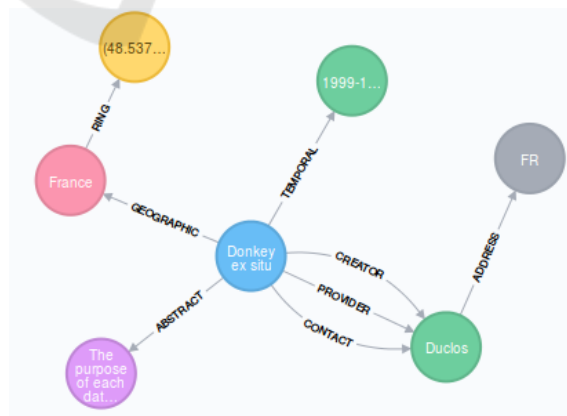 (48.537...
RING
1999-1...
FR
France
TEMPORAL
GEOGRAPHIC
Donkey
ex situ
CREATOR
ADDRESS
PROVIDER
ABSTRACT
CONTACT
Duclos
The
purpose
of each
dat...